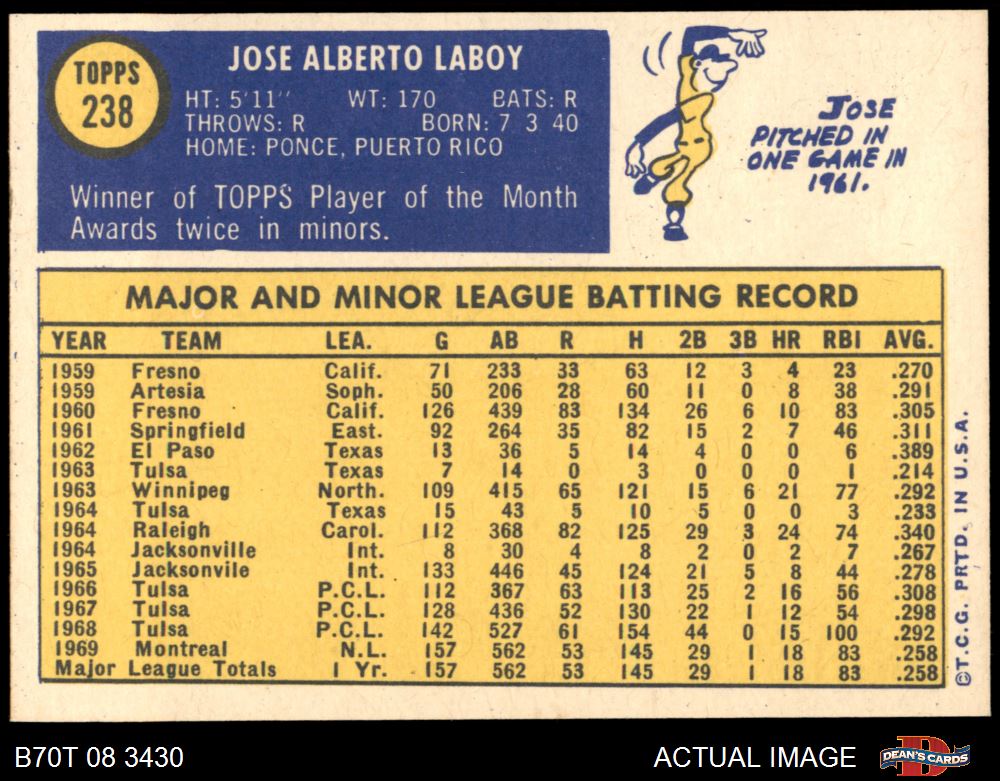 TOPPS
238
JOSE ALBERTO LABOY
HT: 5'11" WT: 170 BATS: R
THROWS: R BORN: 7 3 40
HOME: PONCE, PUERTO RICO
Winner of TOPPS Player of the Month
Awards twice in minors.
JOSE
PITCHED IN
ONE GAME IN
1961.
MAJOR AND MINOR LEAGUE BATTING RECORD
YEAR TEAM LEA. G AB R H 2B 3B HR RBI AVG.
1959 Fresno Calif. 71 233 33 63 12 3 4 23 .270
1959 Artesia Soph. 50 206 28 60 11 0 8 38 .291
1960 Fresno Calif. 126 439 83 134 26 6 10 83 .305
1961 Springfield East. 92 264 35 82 15 2 7 46 .311
1962 El Paso Texas 13 36 5 14 4 0 0 6 .389
1963 Tulsa Texas 7 14 0 3 0 0 0 1 .214
1963 Winnipeg North. 109 415 65 121 15 6 21 77 .292
1964 Tulsa Texas 15 43 5 10 5 0 0 3 .233
1964 Raleigh Carol. 112 368 82 125 29 3 24 74 .340
1964 Jacksonville Int. 8 30 4 8 2 0 2 7 .267
1965 Jacksonvile Int. 133 446 45 124 21 5 8 44 .278
1966 Tulsa P.C.L. 112 367 63 113 25 2 16 56 .308
1967 Tulsa P.C.L. 128 436 52 130 22 1 12 54 .298
1968 Tulsa P.C.L. 142 527 61 154 44 0 15 100 .292
1969 Montreal N.L. 157 562 53 145 29 1 18 83 .258
Major League Totals 1 Yr. 157 562 53 145 29 1 18 83 .258
©T.C.G. PRTD. IN U.S.A.
B70T 08 3430 ACTUAL IMAGE
DEAN'S CARDS